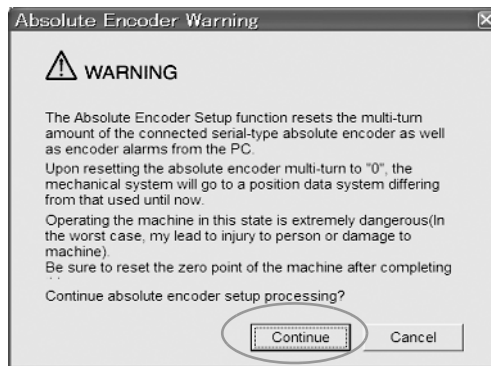 Absolute Encoder Warning
WARNING
The Absolute Encoder Setup function resets the multi-turn
amount of the connected serial-type absolute encoder as well
as encoder alarms from the PC.
Upon resetting the absolute encoder multi-turn to "0", the
mechanical system will go to a position data system differing
from that used until now.
Operating the machine in this state is extremely dangerous(In
the worst case, my lead to injury to person or damage to
machine).
Be sure to reset the zero point of the machine after completing
Continue absolute encoder setup processing?
Continue Cancel